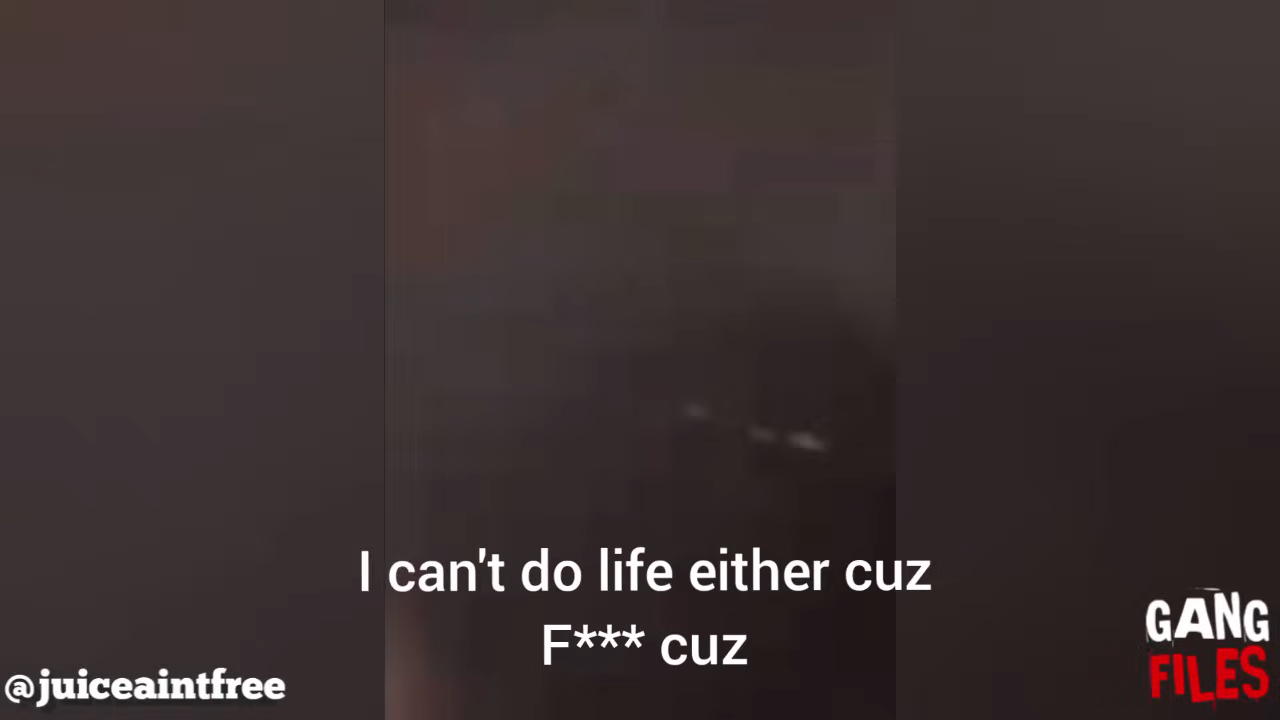 I can't do life either cuz
F*** cuz
@juiceaintfree
GANG
FILES